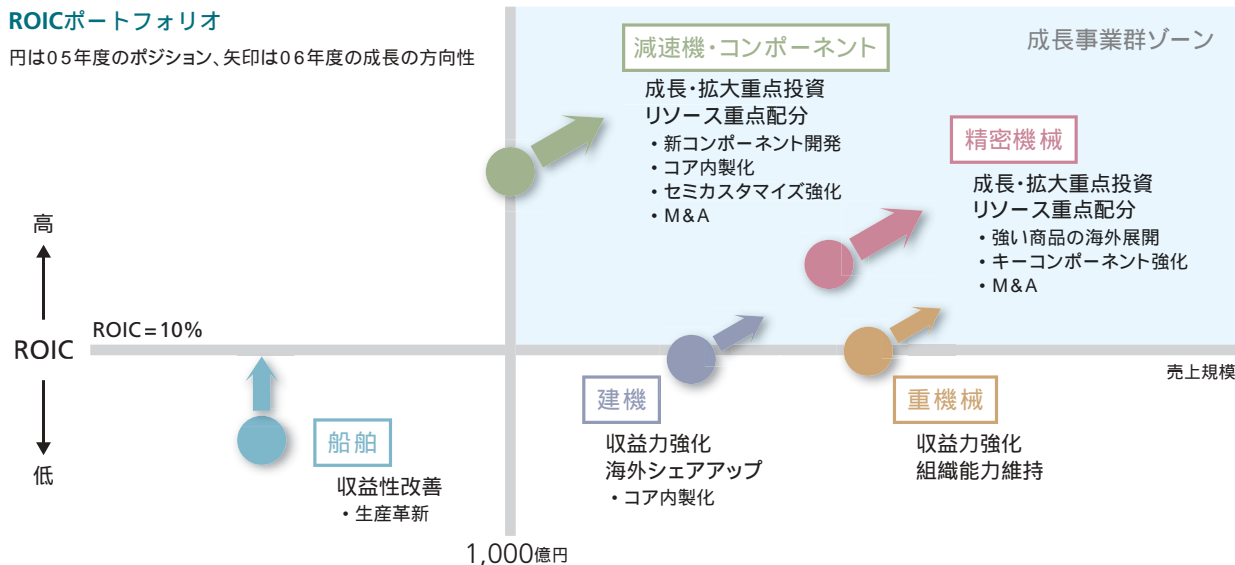 ROICポートフォリオ
円は05年度のポジション、矢印は06年度の成長の方向性
成長事業群ゾーン
減速機・コンポーネント
成長・拡大重点投資
リソース重点配分
・新コンポーネント開発
・コア内製化
・セミカスタマイズ強化
・M&A
精密機械
成長・拡大重点投資
リソース重点配分
・強い商品の海外展開
・キーコンポーネント強化
・M&A
高
ROIC
低
ROIC=10%
売上規模
船舶
収益性改善
・生産革新
建機
収益力強化
海外シェアアップ
・コア内製化
重機械
収益力強化
組織能力維持
1,000億円